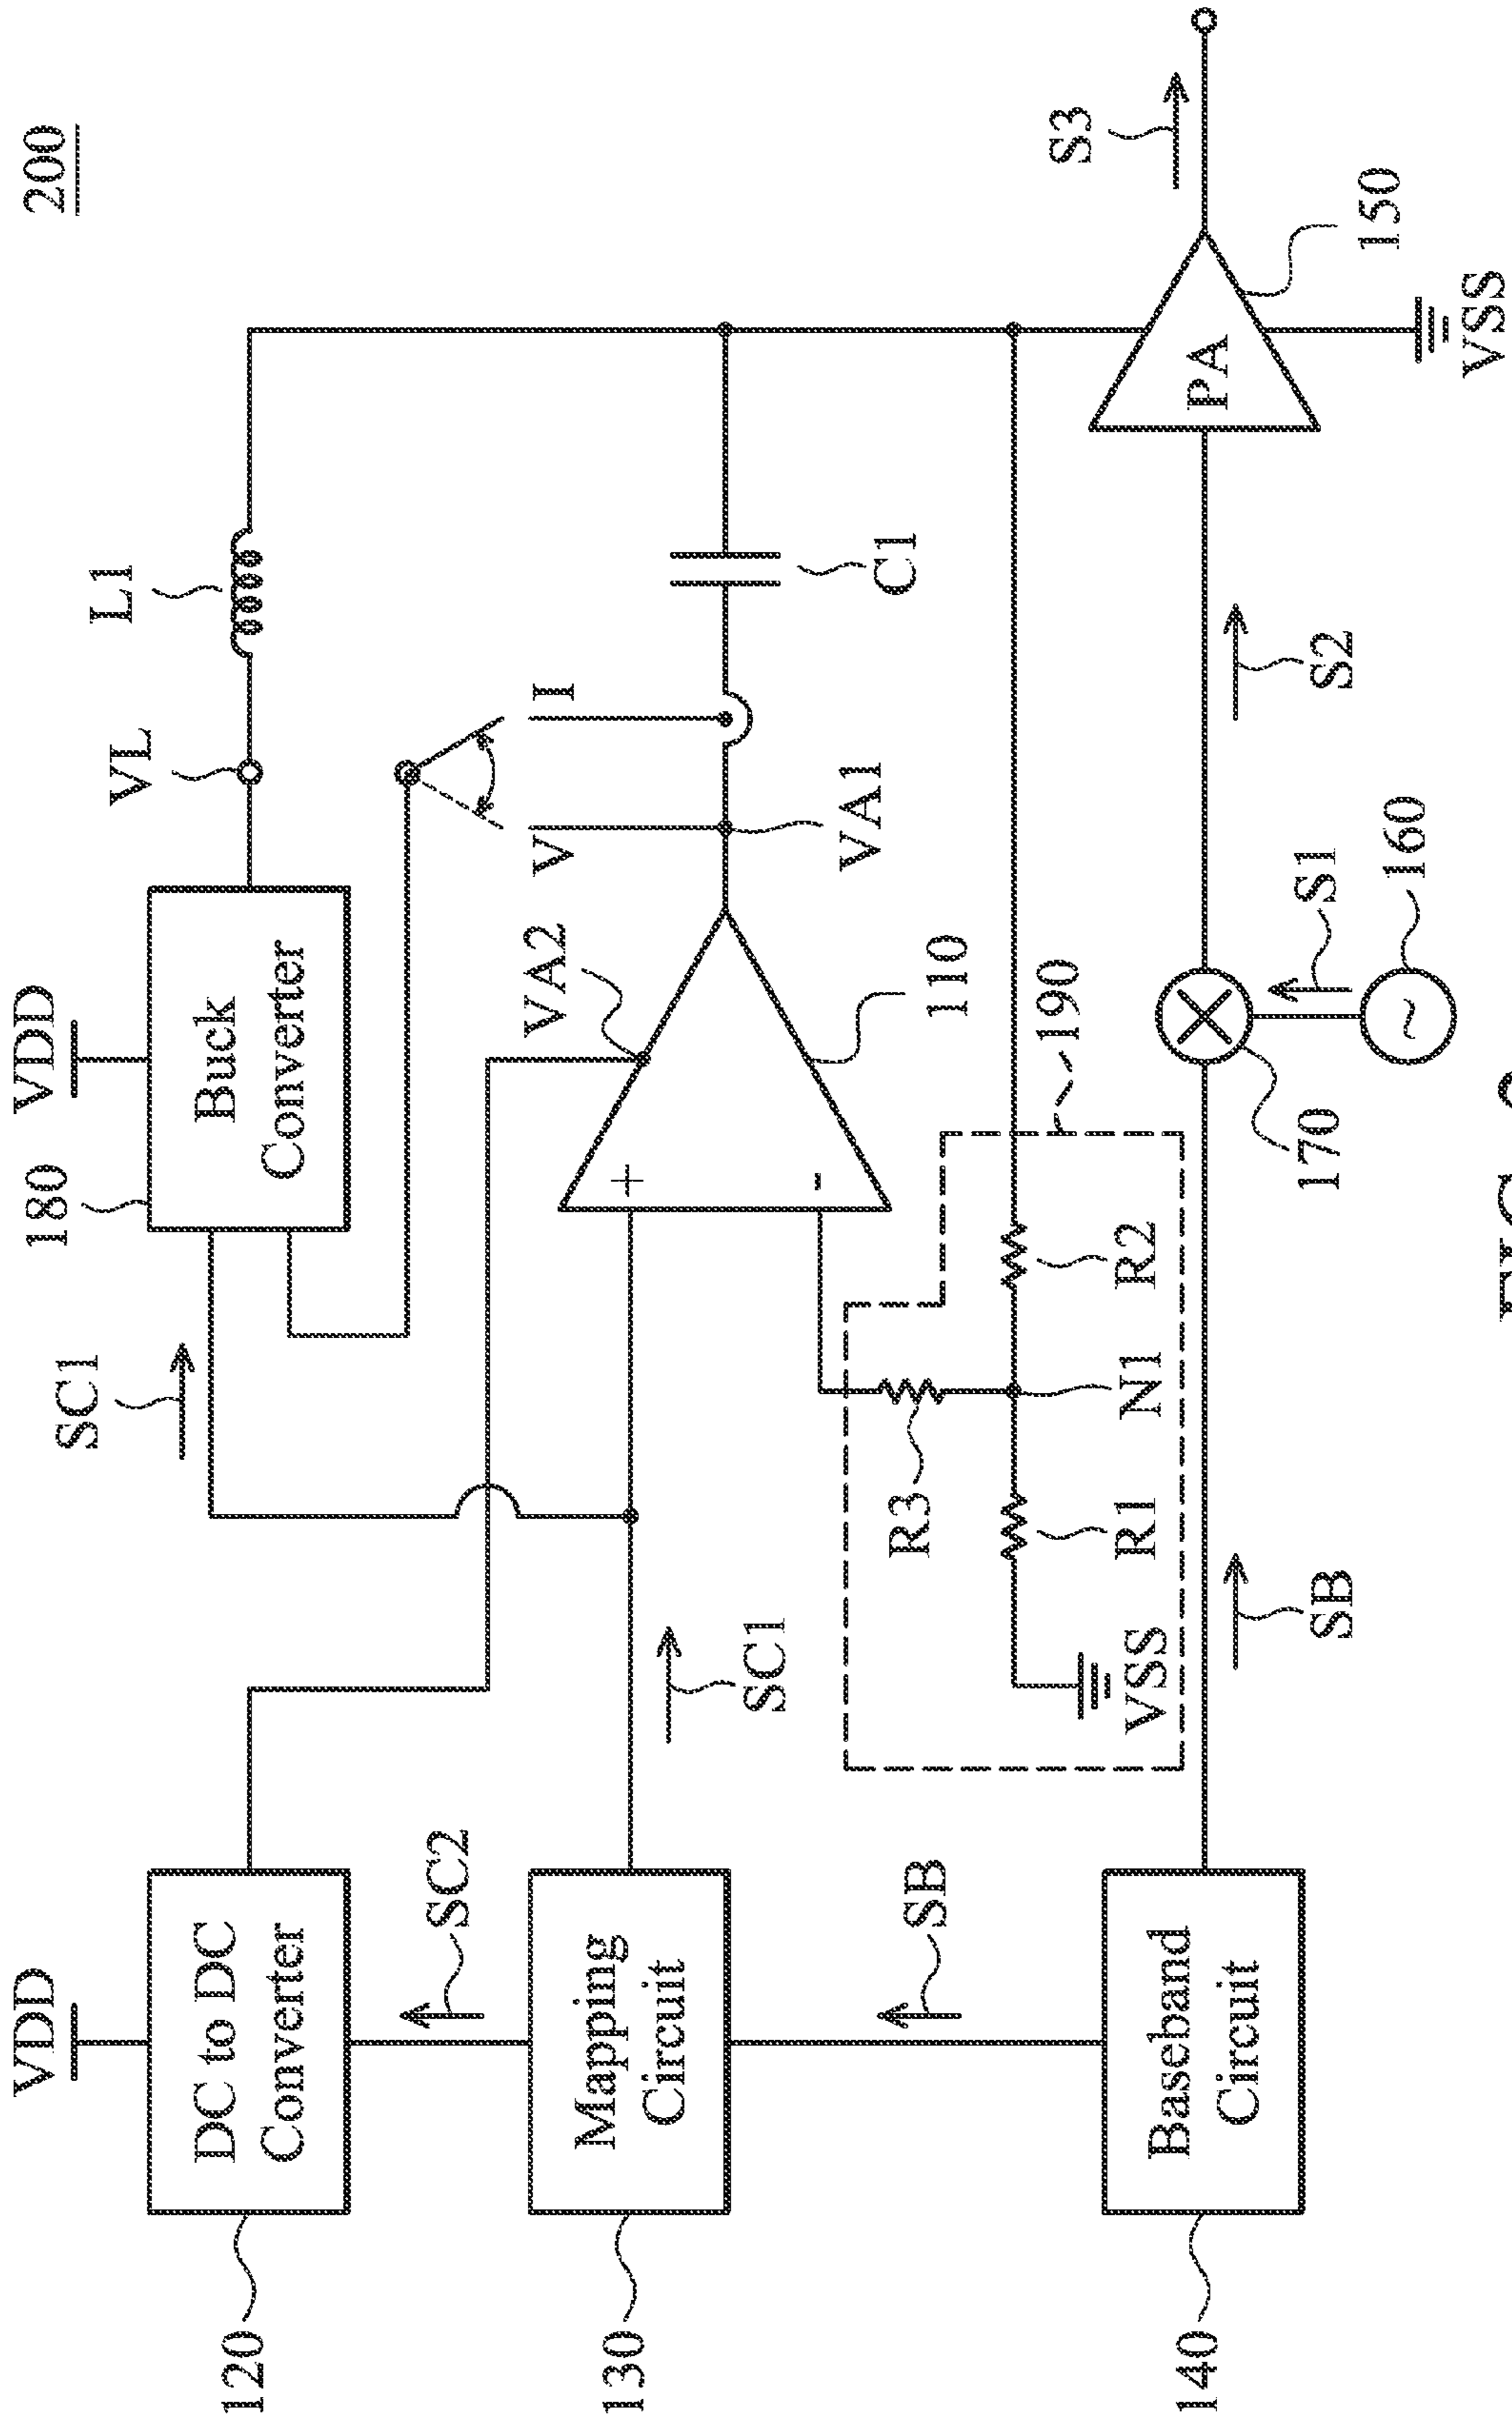 200
VDD
VDD
180
SC1
Buck
Converter
VL
L1
120
DC to DC
Converter
SC2
V
I
VA2
VA1
C1
110
130
Mapping
Circuit
SC1
+
-
R3
190
SB
VSS
R1
N1
R2
S3
PA
150
VSS
140
Baseband
Circuit
SB
170
S1
160
~
S2